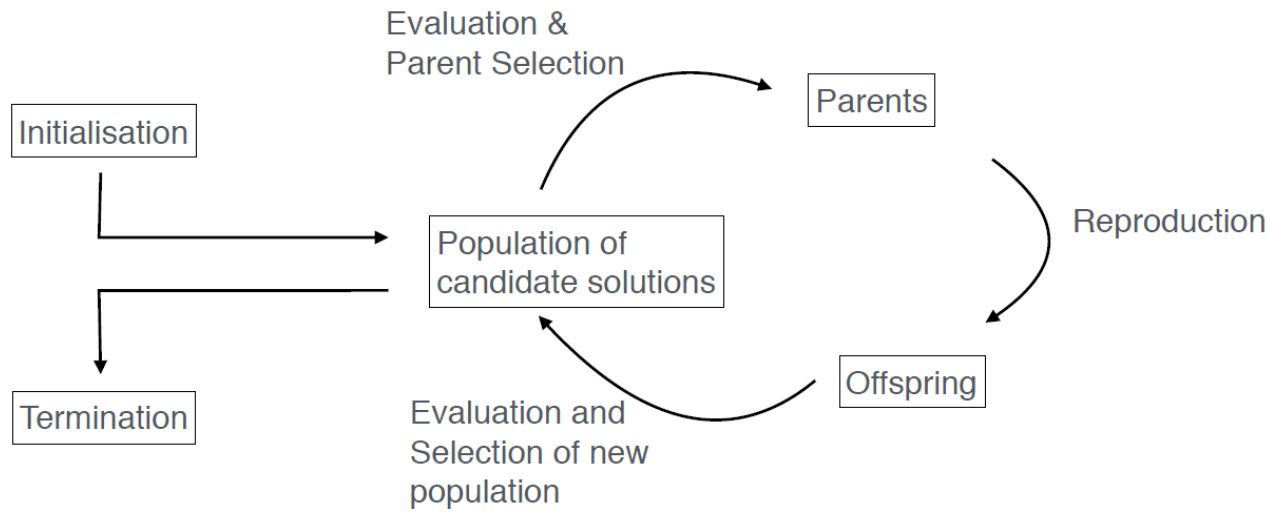 Evaluation &
Parent Selection
Parents
Initialisation
Reproduction
Population of
candidate solutions
Offspring
Termination
Evaluation and
Selection of new
population